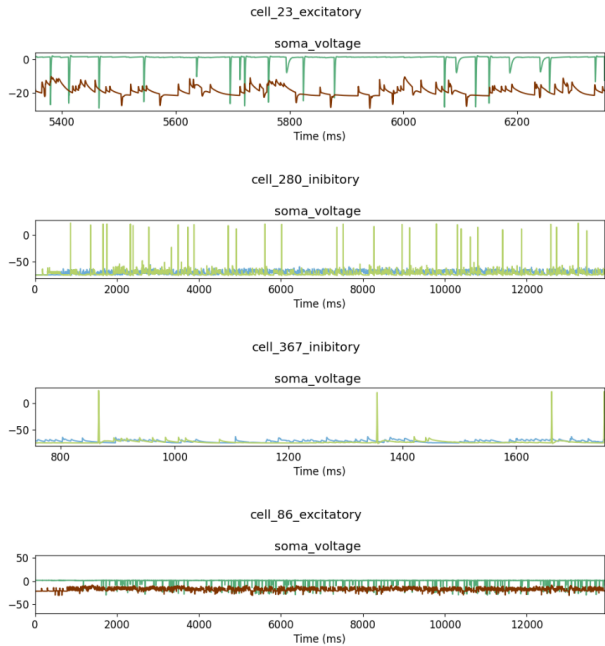 cell_23_excitatory
soma_voltage
0
−20
5400 5600 5800 6000 6200
Time (ms)
cell_280_inibitory
soma_voltage
0
−50
0 2000 4000 6000 8000 10000 12000
Time (ms)
cell_367_inibitory
soma_voltage
0
−50
800 1000 1200 1400 1600
Time (ms)
cell_86_excitatory
soma_voltage
50
0
−50
0 2000 4000 6000 8000 10000 12000
Time (ms)